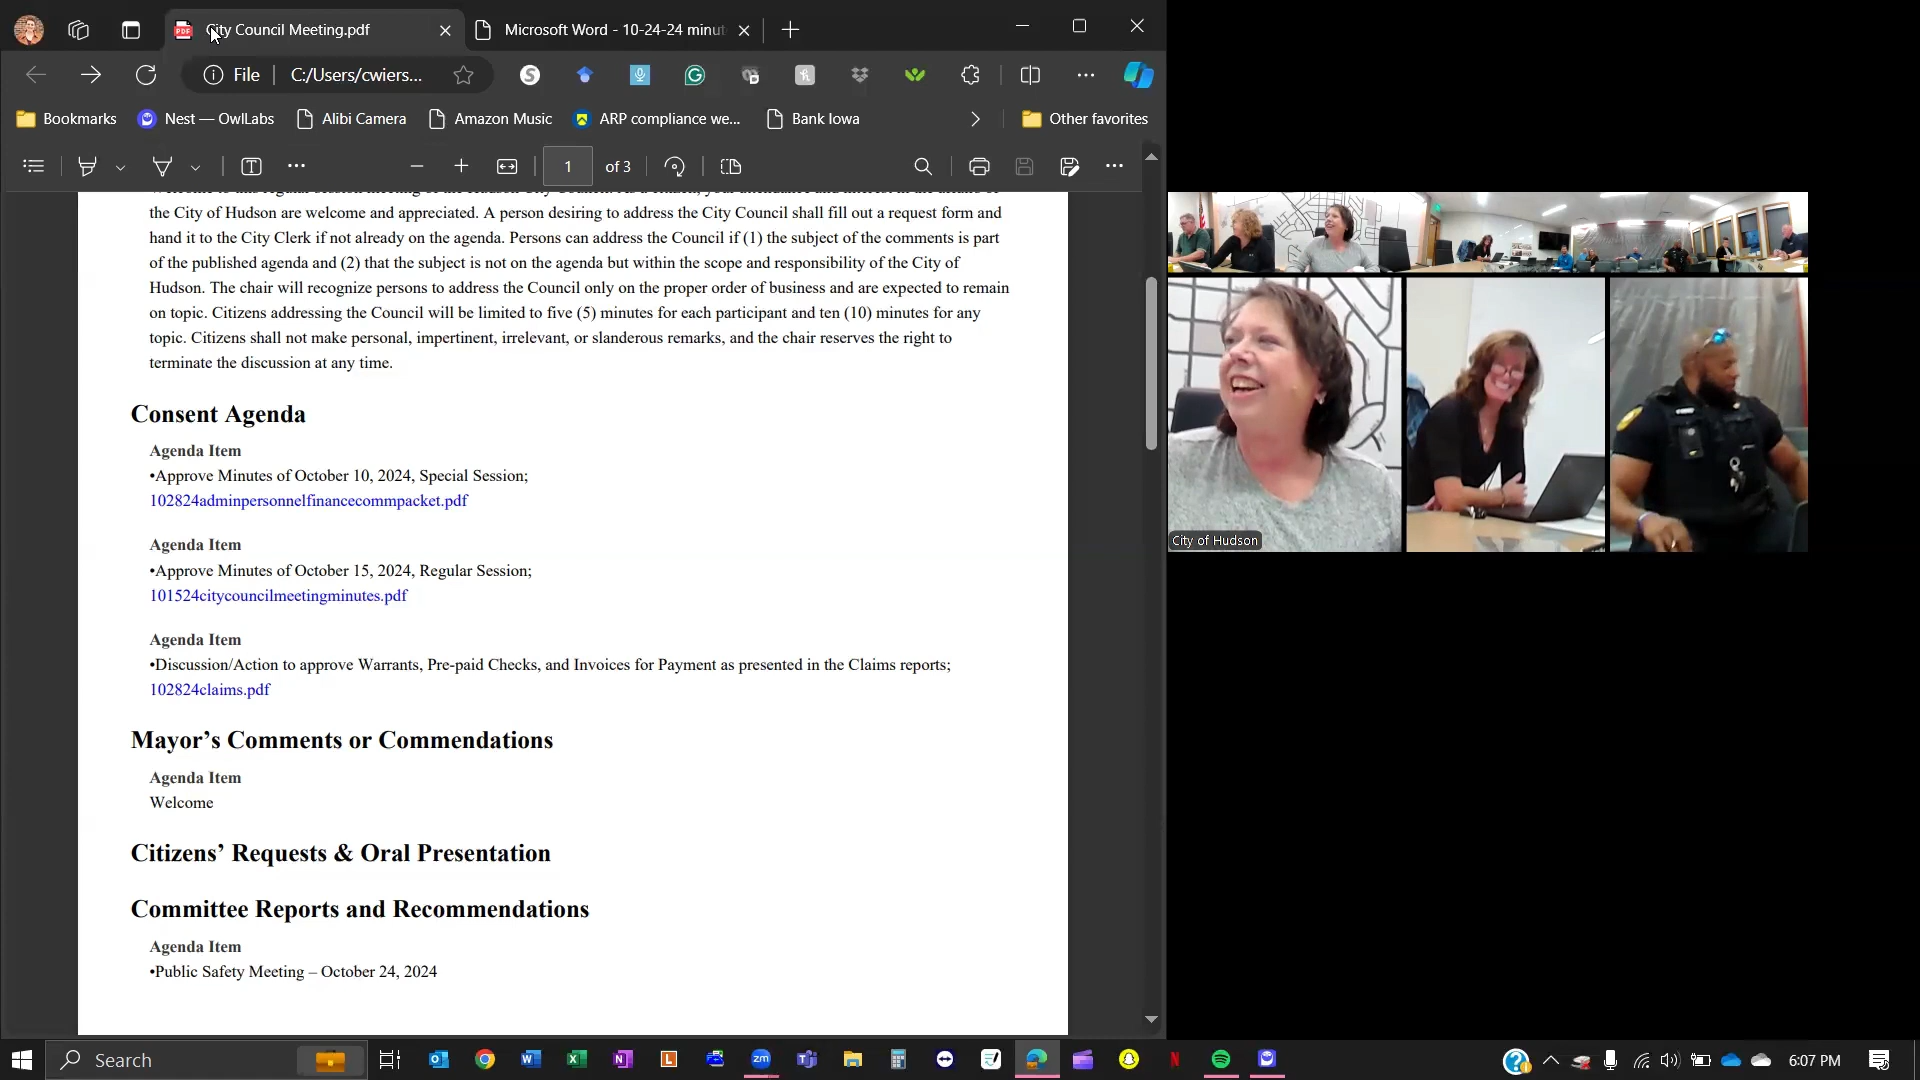 City Council Meeting.pdf
Microsoft Word - 10-24-24 minut
File
C:/Users/cwiers...
Bookmarks
Nest — OwlLabs
Alibi Camera
Amazon Music
ARP compliance we...
Bank Iowa
Other favorites
1
of 3
the City of Hudson are welcome and appreciated. A person desiring to address the City Council shall fill out a request form and
hand it to the City Clerk if not already on the agenda. Persons can address the Council if (1) the subject of the comments is part
of the published agenda and (2) that the subject is not on the agenda but within the scope and responsibility of the City of
Hudson. The chair will recognize persons to address the Council only on the proper order of business and are expected to remain
on topic. Citizens addressing the Council will be limited to five (5) minutes for each participant and ten (10) minutes for any
topic. Citizens shall not make personal, impertinent, irrelevant, or slanderous remarks, and the chair reserves the right to
terminate the discussion at any time.
Consent Agenda
Agenda Item
•Approve Minutes of October 10, 2024, Special Session;
102824adminpersonnelfinancecommpacket.pdf
Agenda Item
•Approve Minutes of October 15, 2024, Regular Session;
101524citycouncilmeetingminutes.pdf
Agenda Item
•Discussion/Action to approve Warrants, Pre-paid Checks, and Invoices for Payment as presented in the Claims reports;
102824claims.pdf
Mayor’s Comments or Commendations
Agenda Item
Welcome
Citizens’ Requests & Oral Presentation
Committee Reports and Recommendations
Agenda Item
•Public Safety Meeting – October 24, 2024
City of Hudson
Search
6:07 PM